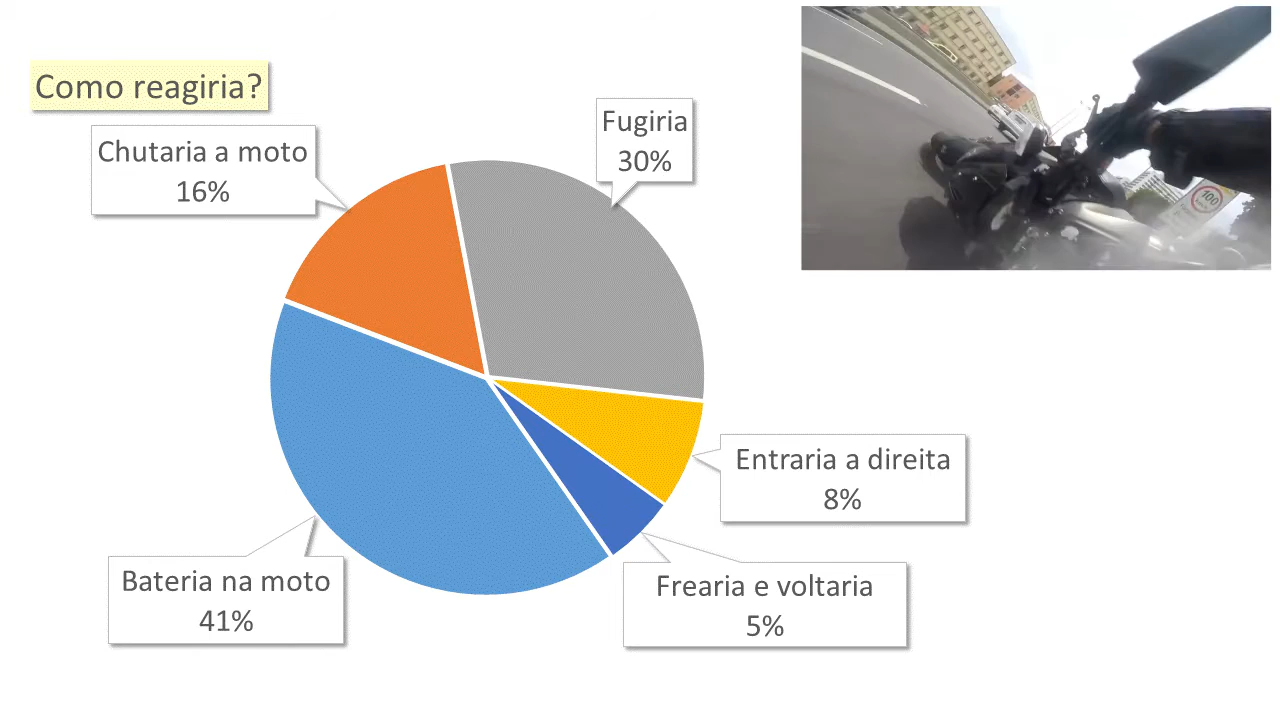 Como reagiria?
Chutaria a moto
16%
Fugiria
30%
100
Entraria a direita
8%
Bateria na moto
41%
Frearia e voltaria
5%